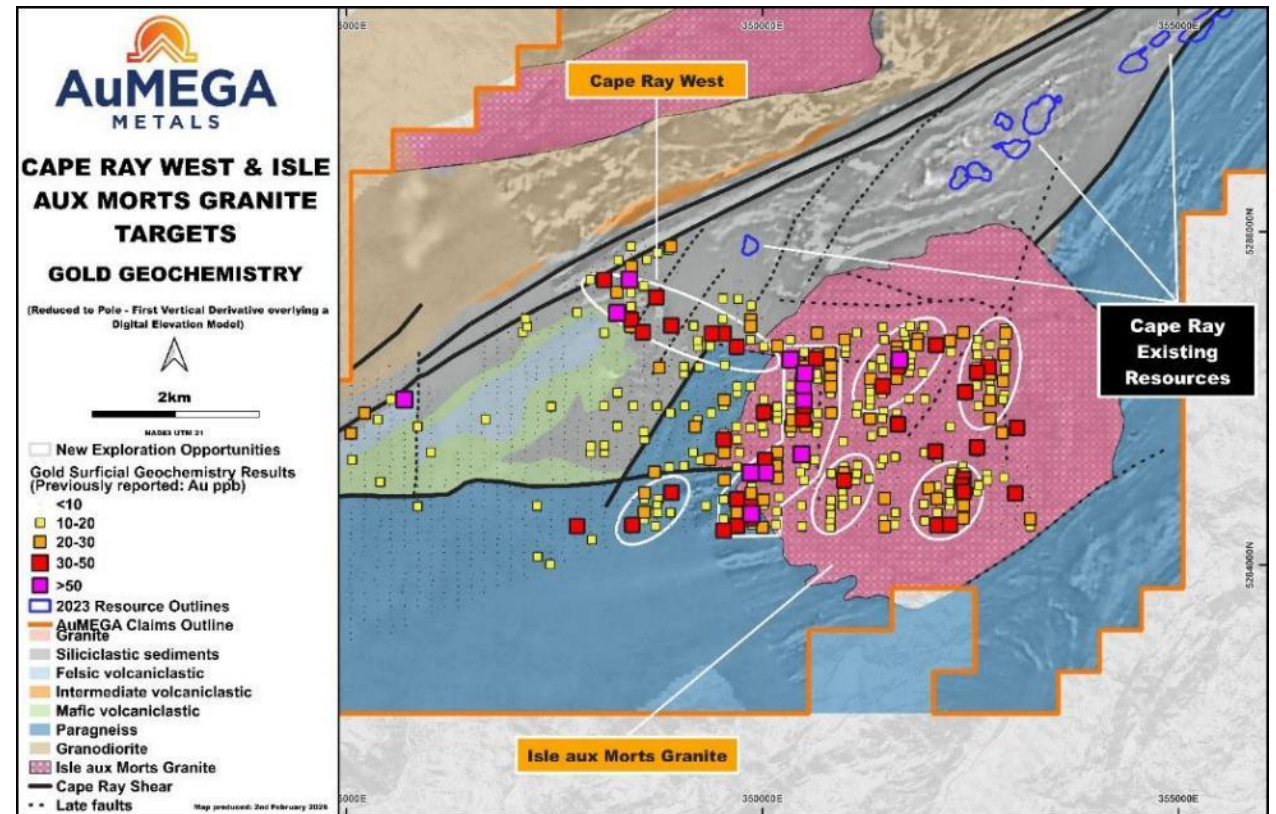 AuMEGA
METALS
CAPE RAY WEST & ISLE
AUX MORTS GRANITE
TARGETS
GOLD GEOCHEMISTRY
(Reduced to Pole - First Vertical Derivative overlying a
Digital Elevation Model)
2km
NAD83 UTM 21
New Exploration Opportunities
Gold Surficial Geochemistry Results
(Previously reported: Au ppb)
<10
10-20
20-30
30-50
>50
2023 Resource Outlines
AuMEGA Claims Outline
Granite
Siliciclastic sediments
Felsic volcaniclastic
Intermediate volcaniclastic
Mafic volcaniclastic
Paragneiss
Granodiorite
Isle aux Morts Granite
Cape Ray Shear
Late faults
Map produced: 2nd February 2026
5000E
350000E
355000E
Cape Ray West
5286000N
Cape Ray
Existing
Resources
5284000N
Isle aux Morts Granite
5000E
350000E
355000E